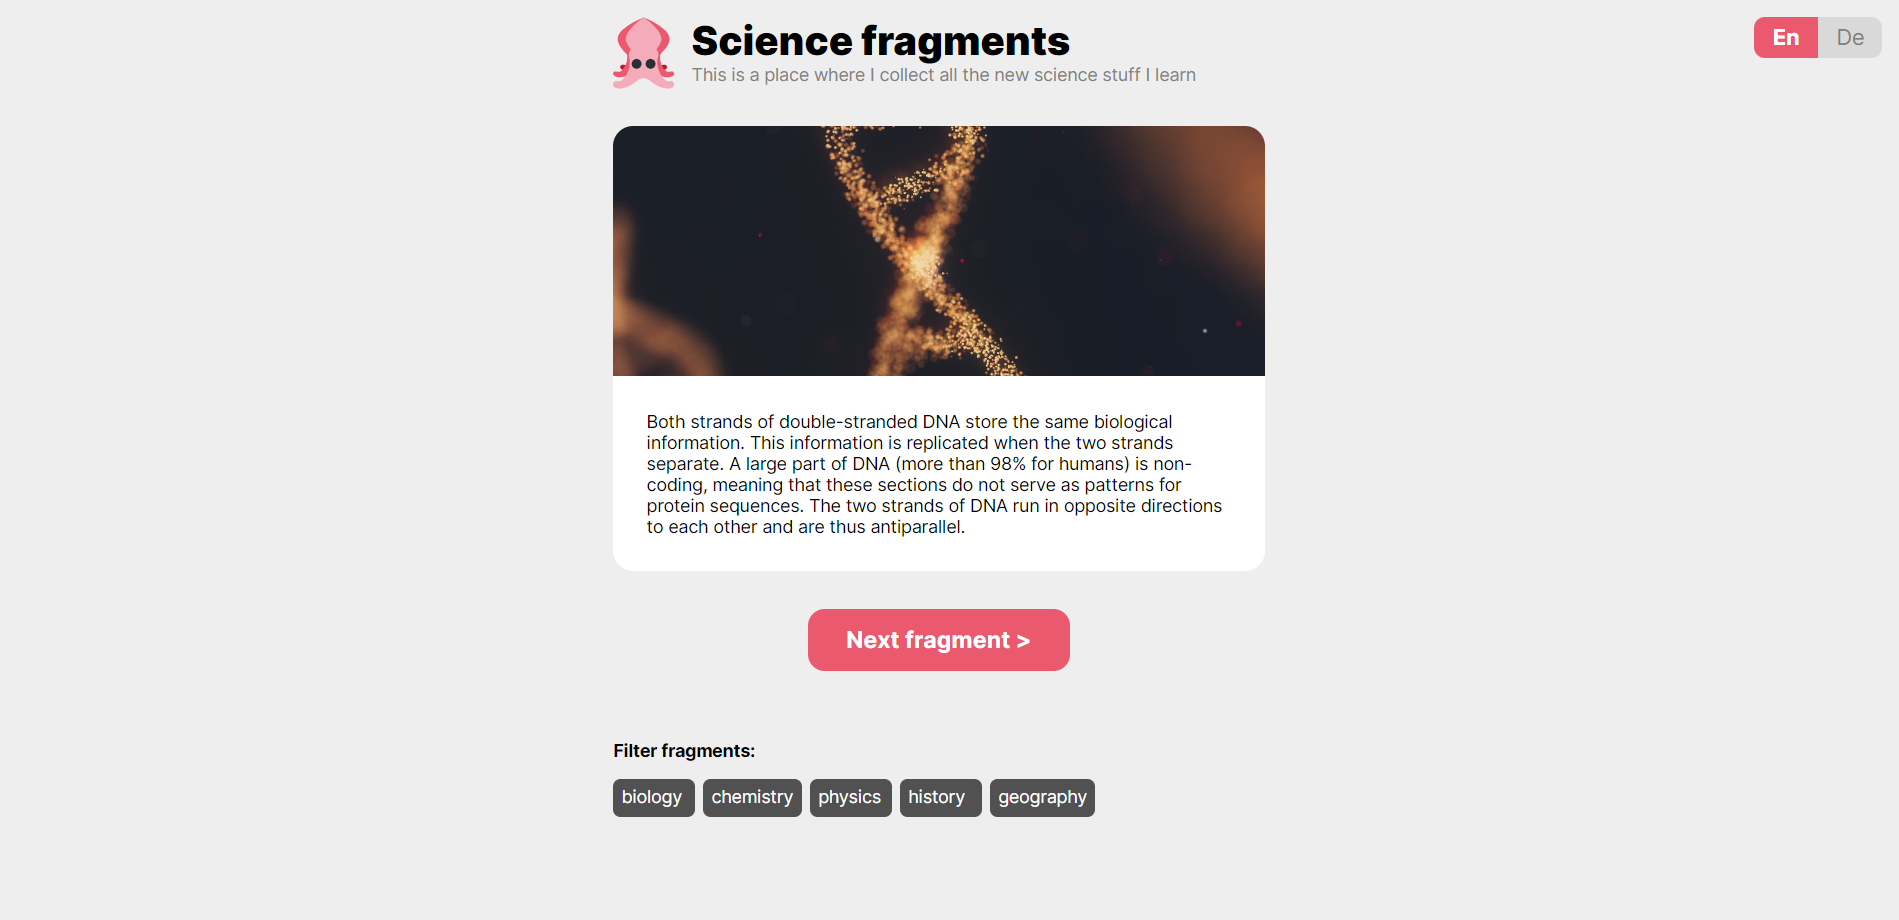 Science fragments
This is a place where I collect all the new science stuff I learn
En
De
Both strands of double-stranded DNA store the same biological
information. This information is replicated when the two strands
separate. A large part of DNA (more than 98% for humans) is non-
coding, meaning that these sections do not serve as patterns for
protein sequences. The two strands of DNA run in opposite directions
to each other and are thus antiparallel.
Next fragment >
Filter fragments:
biology chemistry physics history geography